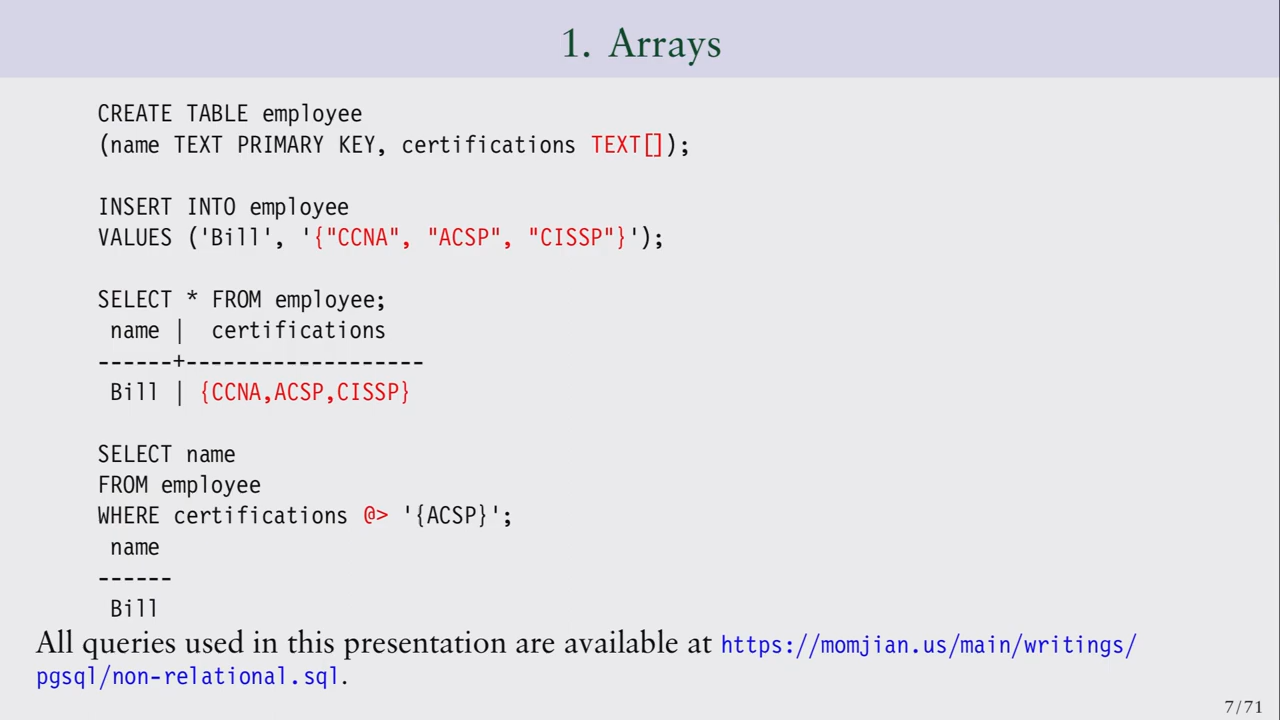 1. Arrays
CREATE TABLE employee
(name TEXT PRIMARY KEY, certifications TEXT[]);
INSERT INTO employee
VALUES ('Bill', '{"CCNA", "ACSP", "CISSP"}');
SELECT * FROM employee;
name | certifications
------+-------------------
Bill | {CCNA,ACSP,CISSP}
SELECT name
FROM employee
WHERE certifications @> '{ACSP}';
name
------
Bill
All queries used in this presentation are available at https://momjian.us/main/writings/
pgsql/non-relational.sql.
7/71